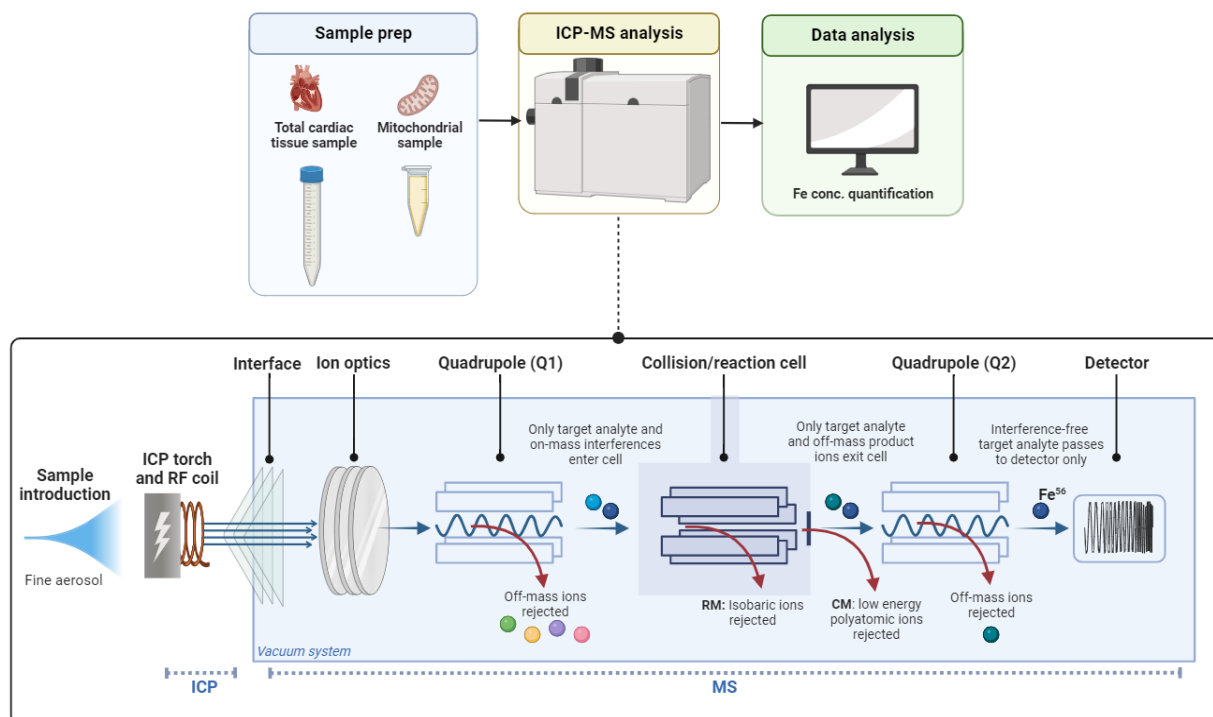 Sample prep
Total cardiac
tissue sample
Mitochondrial
sample
ICP-MS analysis
Data analysis
Fe conc. quantification
Interface
Ion optics
Quadrupole (Q1)
Collision/reaction cell
Quadrupole (Q2)
Detector
Sample
introduction
Fine aerosol
ICP torch
and RF coil
Only target analyte and
on-mass interferences
enter cell
Only target analyte
and off-mass product
ions exit cell
Interference-free
target analyte passes
to detector only
Fe⁵⁶
Off-mass ions
rejected
RM: Isobaric ions
rejected
CM: low energy
polyatomic ions
rejected
Off-mass ions
rejected
Vacuum system
ICP
MS